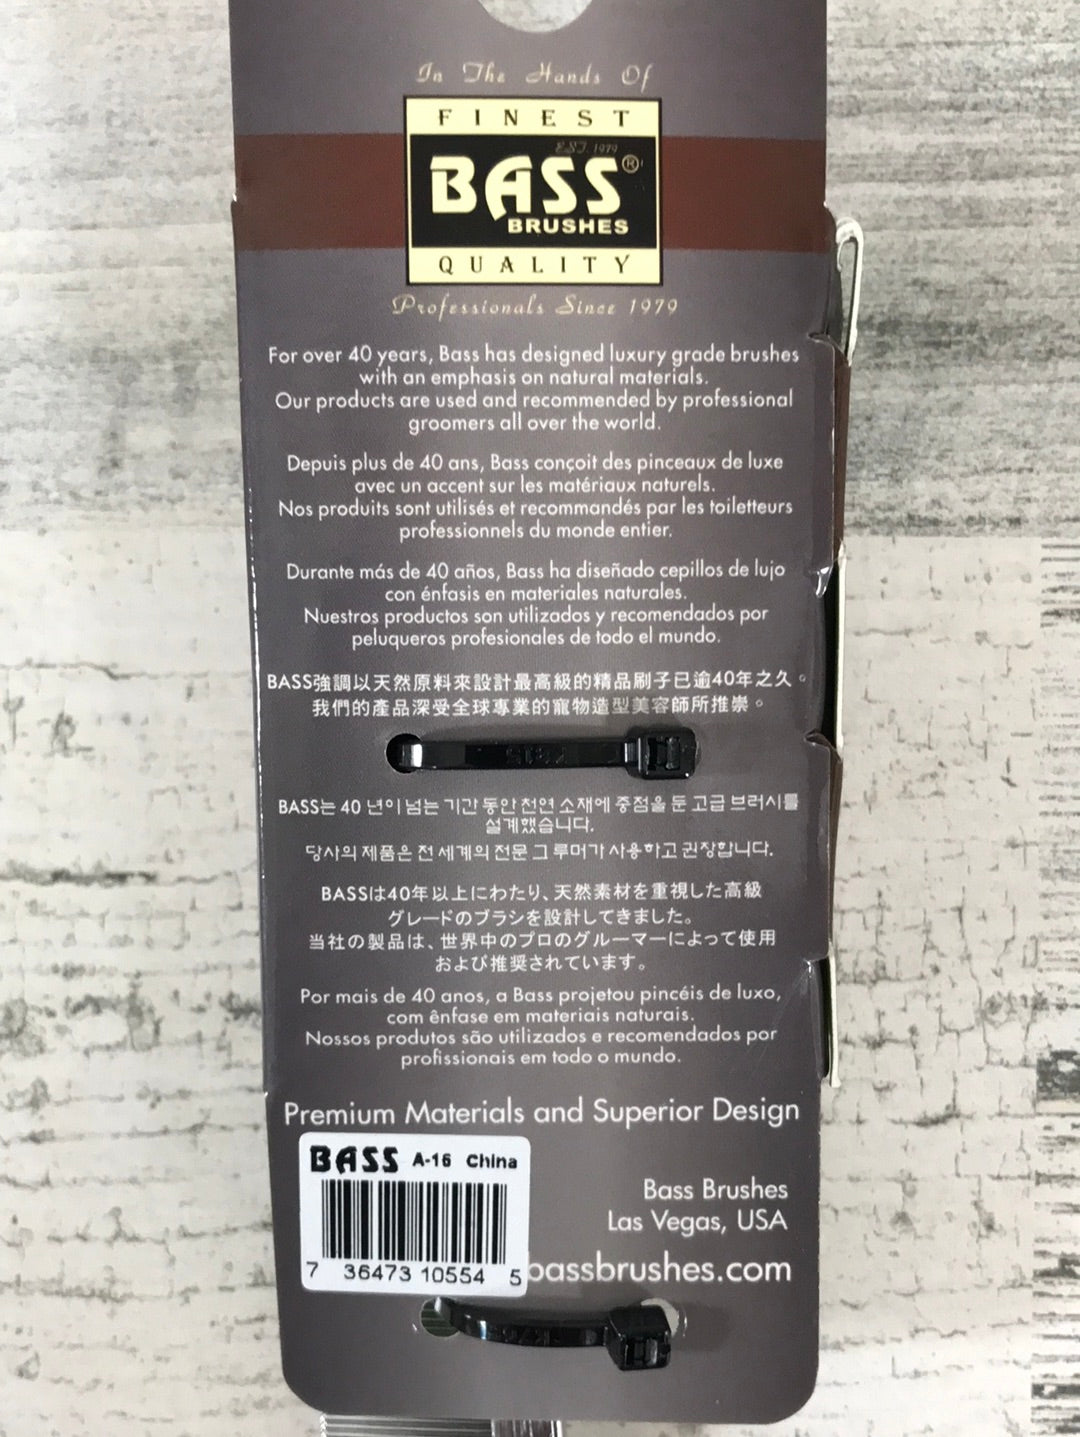 In The Hands Of
FINEST
EST. 1979
BASS®
BRUSHES
QUALITY
Professionals Since 1979
For over 40 years, Bass has designed luxury grade brushes
with an emphasis on natural materials.
Our products are used and recommended by professional
groomers all over the world.
Depuis plus de 40 ans, Bass conçoit des pinceaux de luxe
avec un accent sur les matériaux naturels.
Nos produits sont utilisés et recommandés par les toiletteurs
professionnels du monde entier.
Durante más de 40 años, Bass ha diseñado cepillos de lujo
con énfasis en materiales naturales.
Nuestros productos son utilizados y recomendados por
peluqueros profesionales de todo el mundo.
BASS強調以天然原料來設計最高級的精品刷子已逾40年之久。
我們的產品深受全球專業的寵物造型美容師所推崇。
BASS는 40 년이 넘는 기간 동안 천연 소재에 중점을 둔 고급 브러시를
설계했습니다.
당사의 제품은 전 세계의 전문 그 루머가 사용하고 권장합니다.
BASSは40年以上にわたり、天然素材を重視した高級
グレードのブラシを設計してきました。
当社の製品は、世界中のプロのグルーマーによって使用
および推奨されています。
Por mais de 40 anos, a Bass projetou pincéis de luxo,
com ênfase em materiais naturais.
Nossos produtos são utilizados e recomendados por
profissionais em todo o mundo.
Premium Materials and Superior Design
BASS A-16 China
7 36473 10554 5
Bass Brushes
Las Vegas, USA
bassbrushes.com